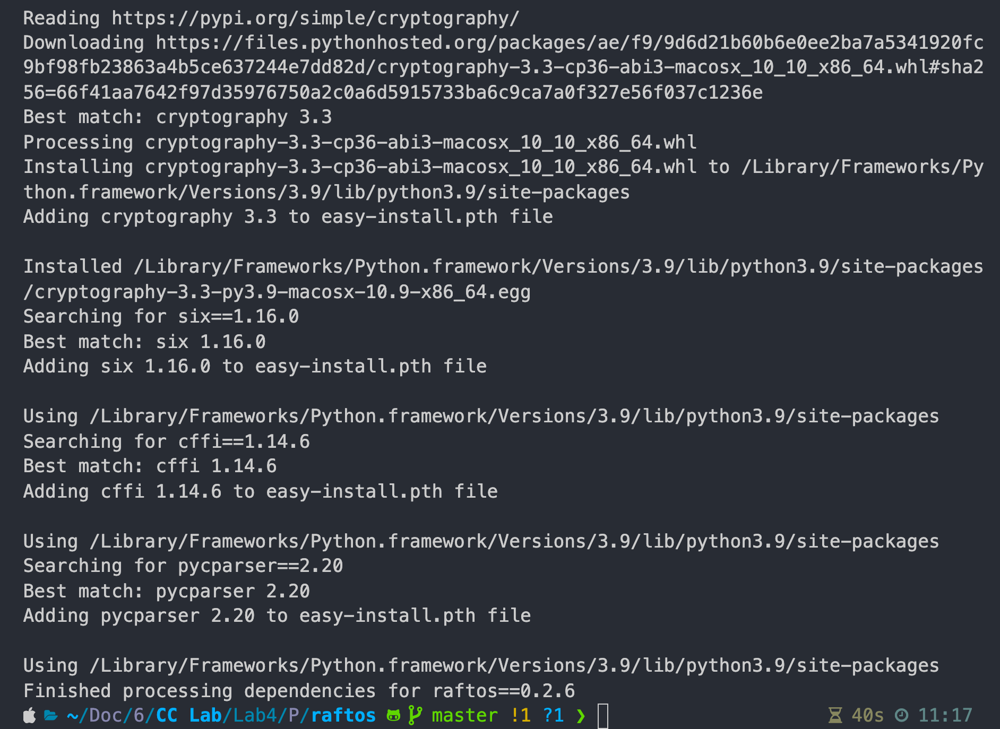 Reading https://pypi.org/simple/cryptography/
Downloading https://files.pythonhosted.org/packages/ae/f9/9d6d21b60b6e0ee2ba7a5341920fc
9bf98fb23863a4b5ce637244e7dd82d/cryptography-3.3-cp36-abi3-macosx_10_10_x86_64.whl#sha2
56=66f41aa7642f97d35976750a2c0a6d5915733ba6c9ca7a0f327e56f037c1236e
Best match: cryptography 3.3
Processing cryptography-3.3-cp36-abi3-macosx_10_10_x86_64.whl
Installing cryptography-3.3-cp36-abi3-macosx_10_10_x86_64.whl to /Library/Frameworks/Py
thon.framework/Versions/3.9/lib/python3.9/site-packages
Adding cryptography 3.3 to easy-install.pth file

Installed /Library/Frameworks/Python.framework/Versions/3.9/lib/python3.9/site-packages
/cryptography-3.3-py3.9-macosx-10.9-x86_64.egg
Searching for six==1.16.0
Best match: six 1.16.0
Adding six 1.16.0 to easy-install.pth file

Using /Library/Frameworks/Python.framework/Versions/3.9/lib/python3.9/site-packages
Searching for cffi==1.14.6
Best match: cffi 1.14.6
Adding cffi 1.14.6 to easy-install.pth file

Using /Library/Frameworks/Python.framework/Versions/3.9/lib/python3.9/site-packages
Searching for pycparser==2.20
Best match: pycparser 2.20
Adding pycparser 2.20 to easy-install.pth file

Using /Library/Frameworks/Python.framework/Versions/3.9/lib/python3.9/site-packages
Finished processing dependencies for raftos==0.2.6
~/Doc/6/CC Lab/Lab4/P/raftos master !1 ?1 ❯ 40s 11:17